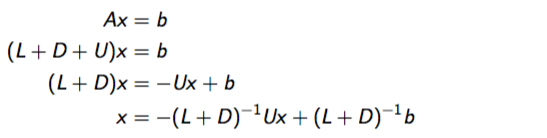 Ax = b
(L + D + U)x = b
(L + D)x = −Ux + b
x = −(L + D)⁻¹Ux + (L + D)⁻¹b